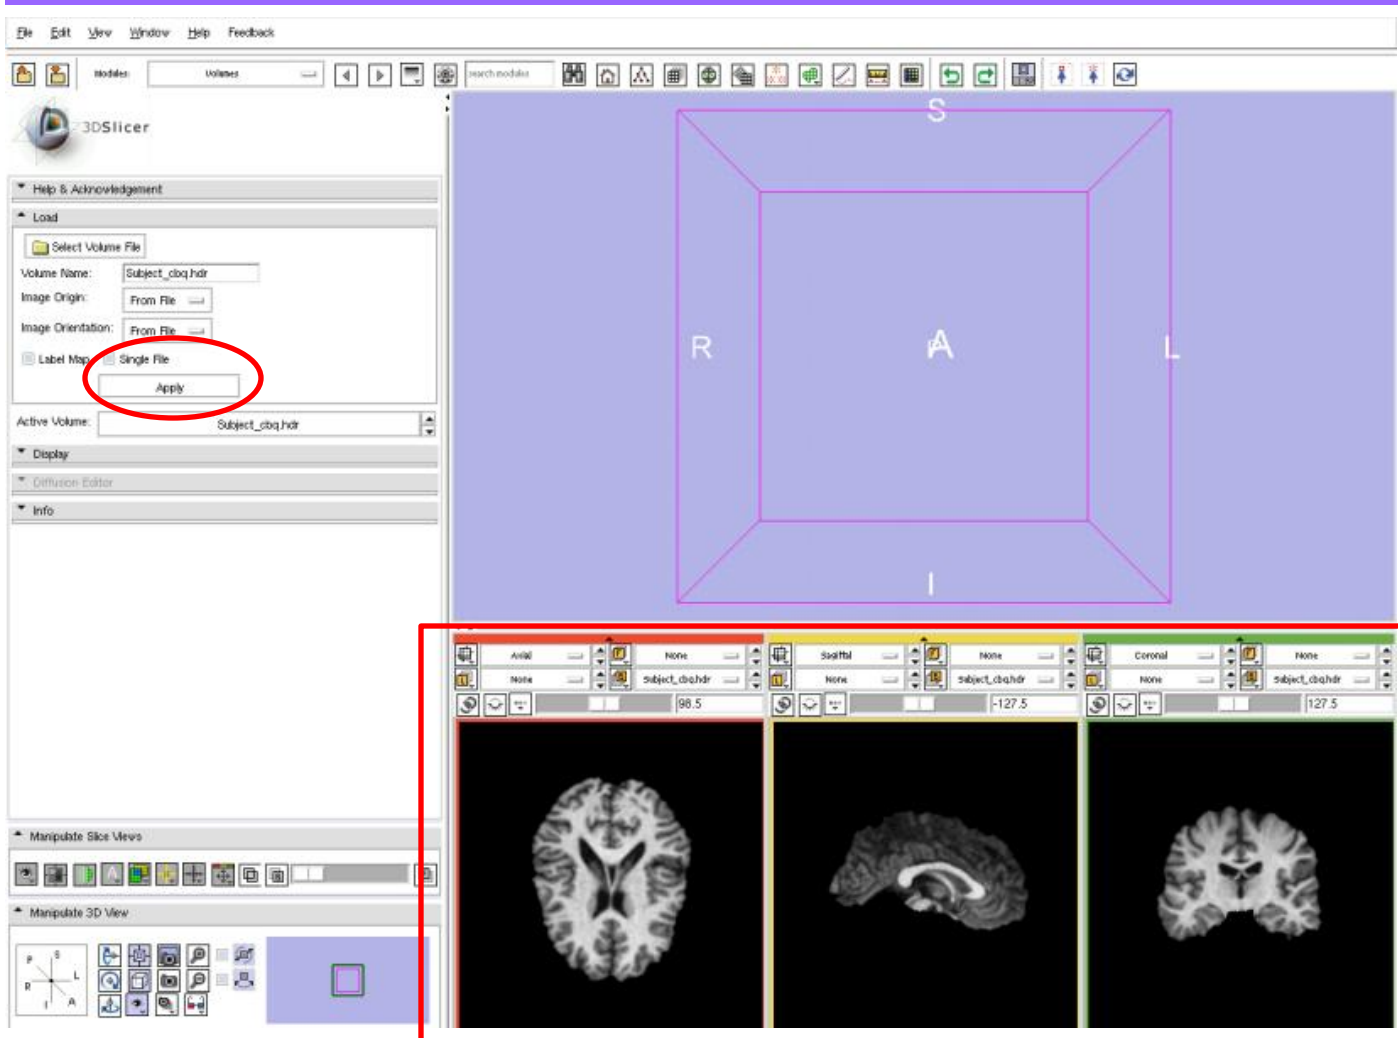 File Edit View Window Help Feedback
Modules: Volumes search modules
3DSlicer
Help & Acknowledgement
Load
Select Volume File
Volume Name: Subject_cbq.hdr
Image Origin: From File
Image Orientation: From File
Label Map Single File
Apply
Active Volume: Subject_cbq.hdr
Display
Diffusion Editor
Info
Manipulate Slice Views
Manipulate 3D View
P S
R L
I A
S
R A L
I
Axial None Sagittal None Coronal None
None Subject_cbq.hdr None Subject_cbq.hdr None Subject_cbq.hdr
98.5 -127.5 127.5